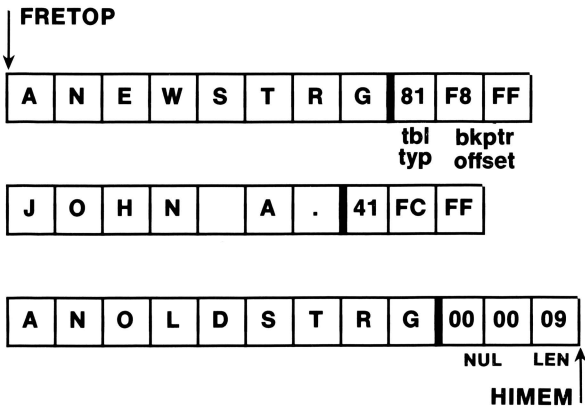 FRETOP
A N E W S T R G 81 F8 FF
tbl bkptr
typ offset
J O H N A . 41 FC FF
A N O L D S T R G 00 00 09
NUL LEN
HIMEM